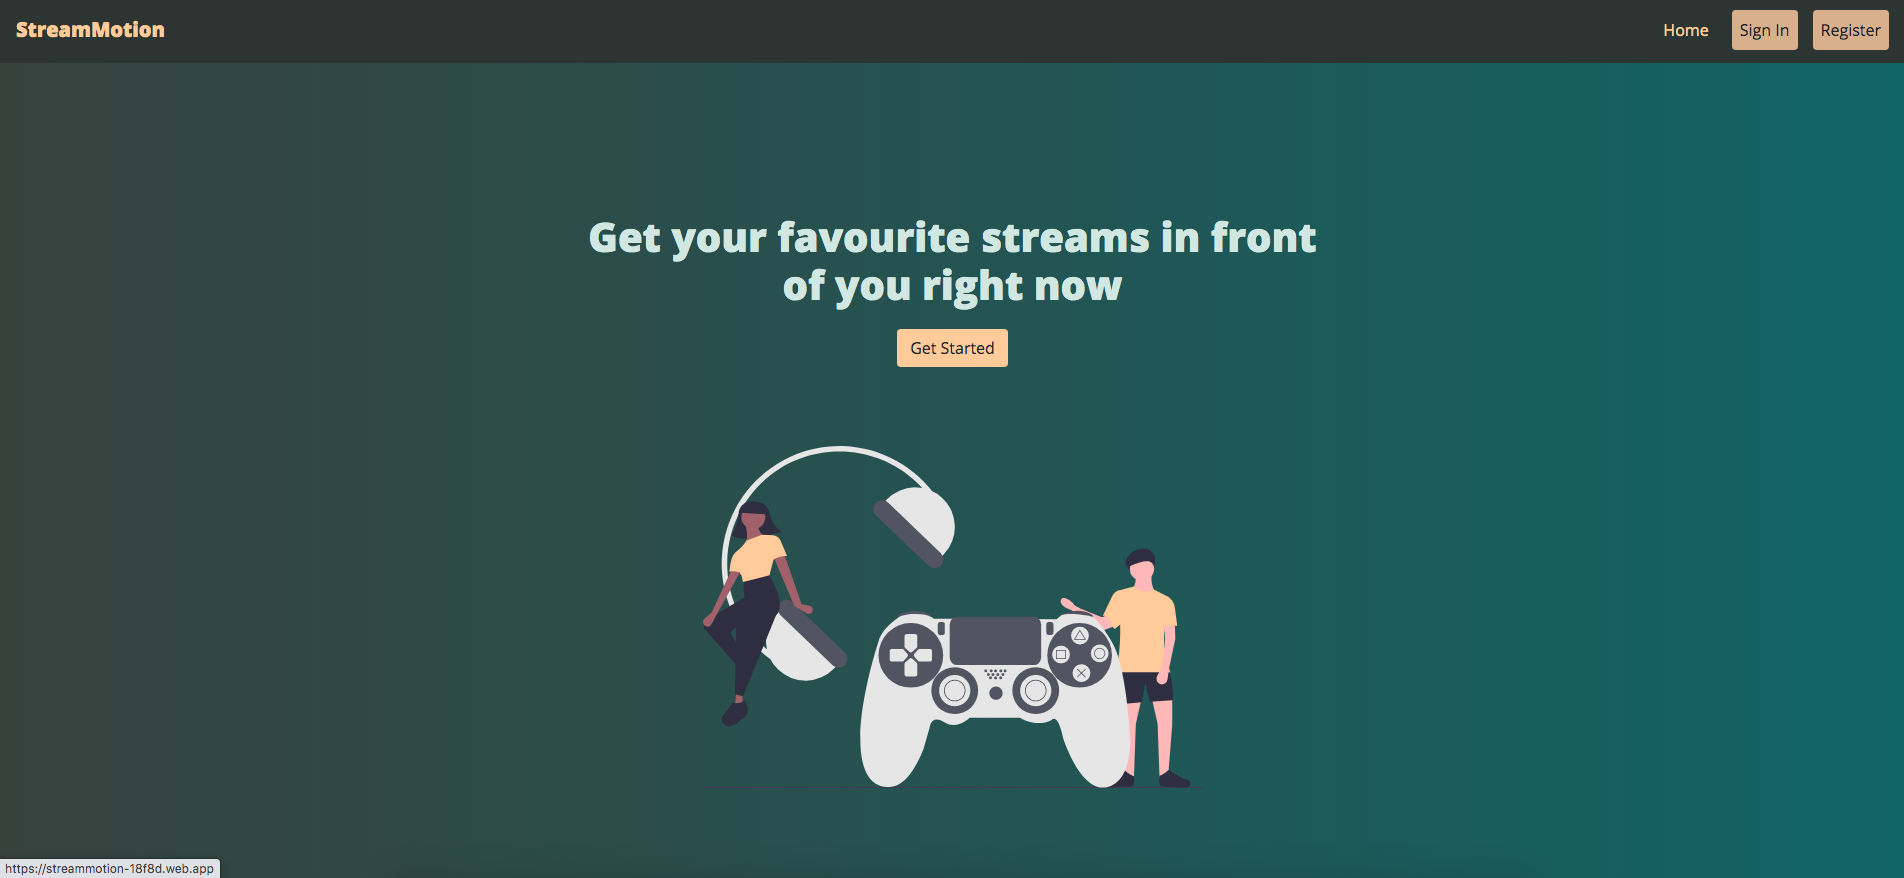 StreamMotion
Home
Sign In
Register
Get your favourite streams in front
of you right now
Get Started
https://streammotion-18f8d.web.app